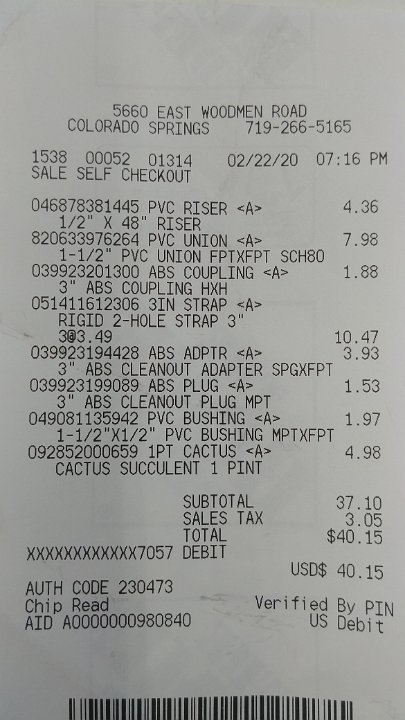 5660 EAST WOODMEN ROAD
COLORADO SPRINGS 719-266-5165
1538 00052 01314 02/22/20 07:16 PM
SALE SELF CHECKOUT
046878381445 PVC RISER <A> 4.36
1/2" X 48" RISER
820633976264 PVC UNION <A> 7.98
1-1/2" PVC UNION FPTXFPT SCH80
039923201300 ABS COUPLING <A> 1.88
3" ABS COUPLING HXH
051411612306 3IN STRAP <A>
RIGID 2-HOLE STRAP 3"
3@3.49 10.47
039923194428 ABS ADPTR <A> 3.93
3" ABS CLEANOUT ADAPTER SPGXFPT
039923199089 ABS PLUG <A> 1.53
3" ABS CLEANOUT PLUG MPT
049081135942 PVC BUSHING <A> 1.97
1-1/2"X1/2" PVC BUSHING MPTXFPT
092852000659 1PT CACTUS <A> 4.98
CACTUS SUCCULENT 1 PINT
SUBTOTAL 37.10
SALES TAX 3.05
TOTAL $40.15
XXXXXXXXXXXX7057 DEBIT
USD$ 40.15
AUTH CODE 230473
Chip Read Verified By PIN
AID A0000000980840 US Debit